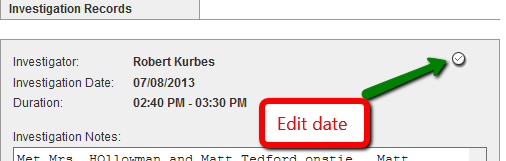 Investigation Records
Investigator: Robert Kurbes
Investigation Date: 07/08/2013
Duration: 02:40 PM - 03:30 PM
Edit date
Investigation Notes:
Met Mrs. HOllowman and Matt Tedford onstie. Matt